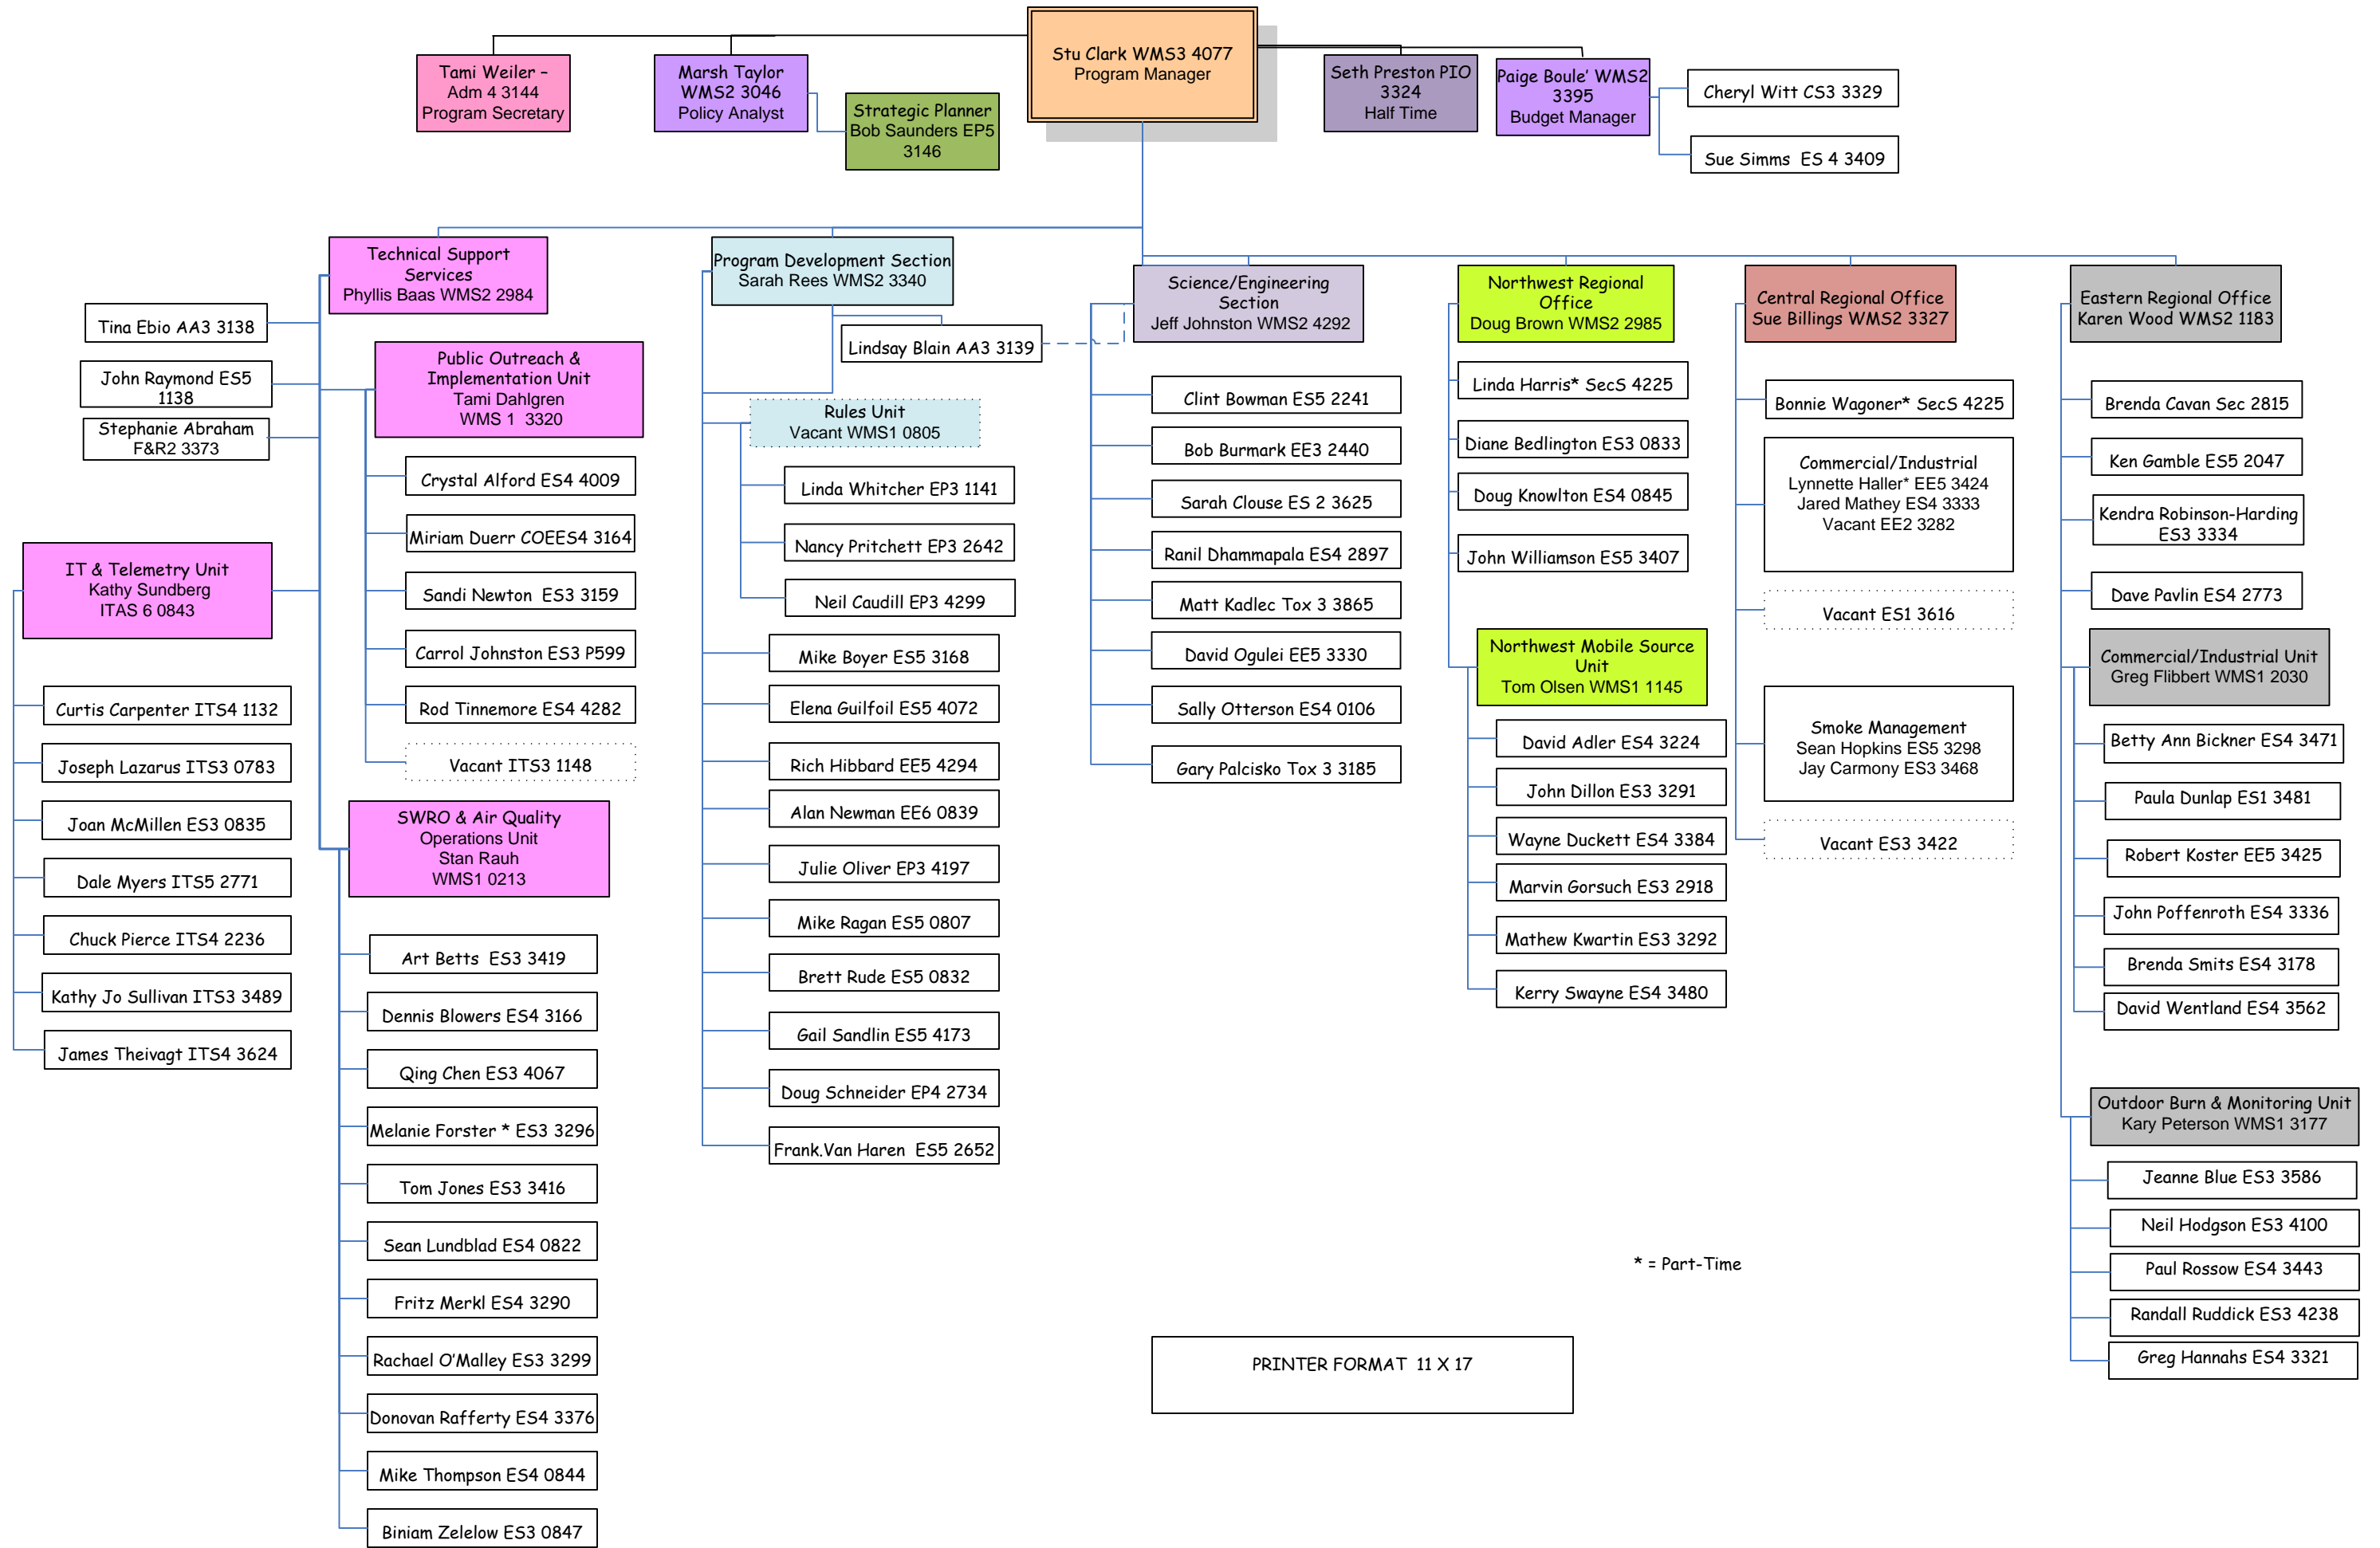 Stu Clark WMS3 4077
Program Manager
Tami Weiler –
Adm 4 3144
Program Secretary
Marsh Taylor
WMS2 3046
Policy Analyst
Strategic Planner
Bob Saunders EP5
3146
Seth Preston PIO
3324
Half Time
Paige Boule’ WMS2
3395
Budget Manager
Cheryl Witt CS3 3329
Sue Simms  ES 4 3409
Technical Support
Services
Phyllis Baas WMS2 2984
Tina Ebio AA3 3138
John Raymond ES5
1138
Stephanie Abraham
F&R2 3373
Public Outreach &
Implementation Unit
Tami Dahlgren
WMS 1  3320
Crystal Alford ES4 4009
Miriam Duerr COEES4 3164
Sandi Newton  ES3 3159
Carrol Johnston ES3 P599
Rod Tinnemore ES4 4282
Vacant ITS3 1148
IT & Telemetry Unit
Kathy Sundberg
ITAS 6 0843
Curtis Carpenter ITS4 1132
Joseph Lazarus ITS3 0783
Joan McMillen ES3 0835
Dale Myers ITS5 2771
Chuck Pierce ITS4 2236
Kathy Jo Sullivan ITS3 3489
James Theivagt ITS4 3624
SWRO & Air Quality
Operations Unit
Stan Rauh
WMS1 0213
Art Betts  ES3 3419
Dennis Blowers ES4 3166
Qing Chen ES3 4067
Melanie Forster * ES3 3296
Tom Jones ES3 3416
Sean Lundblad ES4 0822
Fritz Merkl ES4 3290
Rachael O’Malley ES3 3299
Donovan Rafferty ES4 3376
Mike Thompson ES4 0844
Biniam Zelelow ES3 0847
Program Development Section
Sarah Rees WMS2 3340
Lindsay Blain AA3 3139
Rules Unit
Vacant WMS1 0805
Linda Whitcher EP3 1141
Nancy Pritchett EP3 2642
Neil Caudill EP3 4299
Mike Boyer ES5 3168
Elena Guilfoil ES5 4072
Rich Hibbard EE5 4294
Alan Newman EE6 0839
Julie Oliver EP3 4197
Mike Ragan ES5 0807
Brett Rude ES5 0832
Gail Sandlin ES5 4173
Doug Schneider EP4 2734
Frank.Van Haren  ES5 2652
Science/Engineering
Section
Jeff Johnston WMS2 4292
Clint Bowman ES5 2241
Bob Burmark EE3 2440
Sarah Clouse ES 2 3625
Ranil Dhammapala ES4 2897
Matt Kadlec Tox 3 3865
David Ogulei EE5 3330
Sally Otterson ES4 0106
Gary Palcisko Tox 3 3185
Northwest Regional
Office
Doug Brown WMS2 2985
Linda Harris* SecS 4225
Diane Bedlington ES3 0833
Doug Knowlton ES4 0845
John Williamson ES5 3407
Northwest Mobile Source
Unit
Tom Olsen WMS1 1145
David Adler ES4 3224
John Dillon ES3 3291
Wayne Duckett ES4 3384
Marvin Gorsuch ES3 2918
Mathew Kwartin ES3 3292
Kerry Swayne ES4 3480
Central Regional Office
Sue Billings WMS2 3327
Bonnie Wagoner* SecS 4225
Commercial/Industrial
Lynnette Haller* EE5 3424
Jared Mathey ES4 3333
Vacant EE2 3282
Vacant ES1 3616
Smoke Management
Sean Hopkins ES5 3298
Jay Carmony ES3 3468
Vacant ES3 3422
Eastern Regional Office
Karen Wood WMS2 1183
Brenda Cavan Sec 2815
Ken Gamble ES5 2047
Kendra Robinson-Harding
ES3 3334
Dave Pavlin ES4 2773
Commercial/Industrial Unit
Greg Flibbert WMS1 2030
Betty Ann Bickner ES4 3471
Paula Dunlap ES1 3481
Robert Koster EE5 3425
John Poffenroth ES4 3336
Brenda Smits ES4 3178
David Wentland ES4 3562
Outdoor Burn & Monitoring Unit
Kary Peterson WMS1 3177
Jeanne Blue ES3 3586
Neil Hodgson ES3 4100
Paul Rossow ES4 3443
Randall Ruddick ES3 4238
Greg Hannahs ES4 3321
* = Part-Time
PRINTER FORMAT  11 X 17